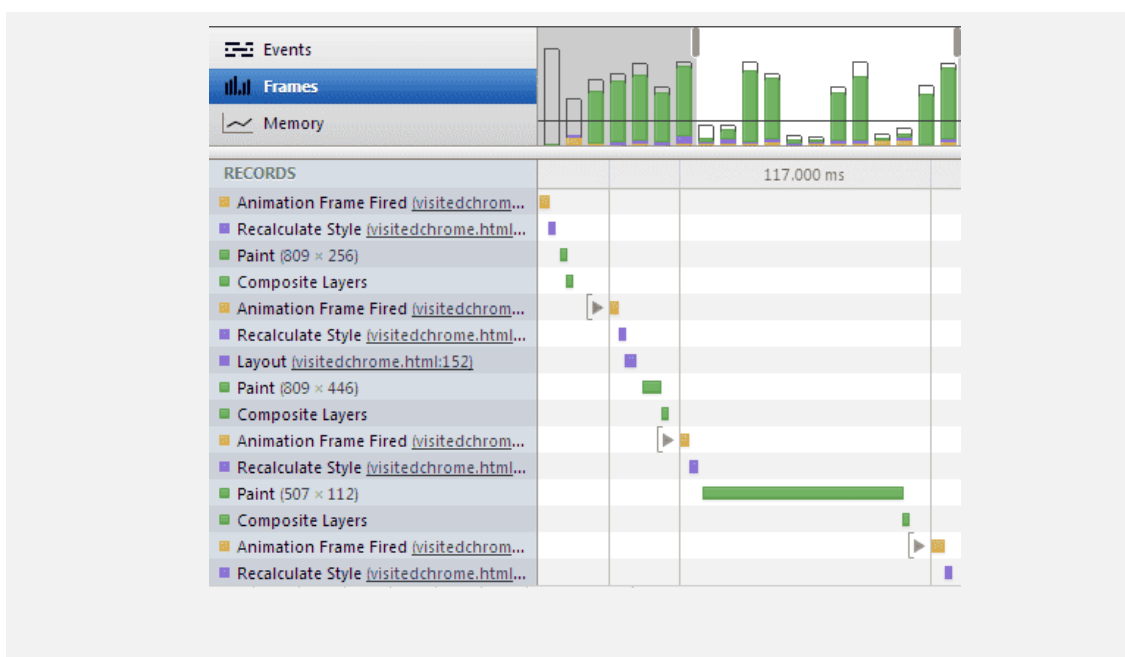 Events
Frames
Memory
RECORDS
117.000 ms
Animation Frame Fired (visitedchrom...
Recalculate Style (visitedchrome.html...
Paint (809 × 256)
Composite Layers
Animation Frame Fired (visitedchrom...
Recalculate Style (visitedchrome.html...
Layout (visitedchrome.html:152)
Paint (809 × 446)
Composite Layers
Animation Frame Fired (visitedchrom...
Recalculate Style (visitedchrome.html...
Paint (507 × 112)
Composite Layers
Animation Frame Fired (visitedchrom...
Recalculate Style (visitedchrome.html...